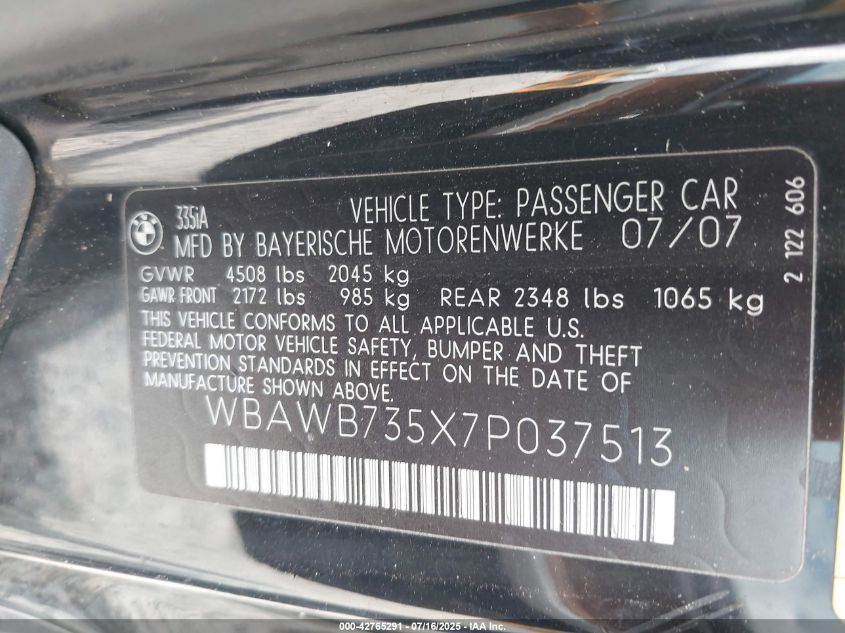 335iA VEHICLE TYPE: PASSENGER CAR
MFD BY BAYERISCHE MOTORENWERKE 07/07
GVWR 4508 lbs 2045 kg
GAWR FRONT 2172 lbs 985 kg REAR 2348 lbs 1065 kg
THIS VEHICLE CONFORMS TO ALL APPLICABLE U.S.
FEDERAL MOTOR VEHICLE SAFETY, BUMPER AND THEFT
PREVENTION STANDARDS IN EFFECT ON THE DATE OF
MANUFACTURE SHOWN ABOVE.
WBAWB735X7P037513
2 122 606
000-42765291 - 07/16/2025 - IAAI Inc.